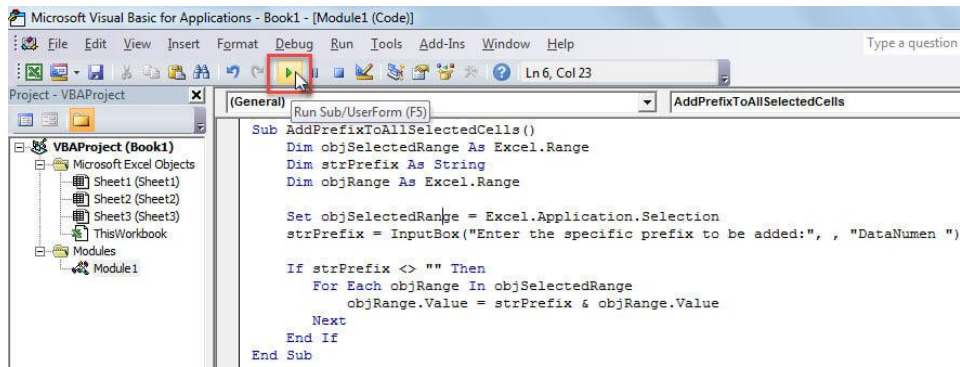 Microsoft Visual Basic for Applications - Book1 - [Module1 (Code)]
File Edit View Insert Format Debug Run Tools Add-Ins Window Help Type a question
Ln 6, Col 23
Project - VBAProject
(General) AddPrefixToAllSelectedCells
Run Sub/UserForm (F5)
VBAProject (Book1)
Microsoft Excel Objects
Sheet1 (Sheet1)
Sheet2 (Sheet2)
Sheet3 (Sheet3)
ThisWorkbook
Modules
Module1
Sub AddPrefixToAllSelectedCells()
Dim objSelectedRange As Excel.Range
Dim strPrefix As String
Dim objRange As Excel.Range
Set objSelectedRange = Excel.Application.Selection
strPrefix = InputBox("Enter the specific prefix to be added:", , "DataNumen ")
If strPrefix <> "" Then
For Each objRange In objSelectedRange
objRange.Value = strPrefix & objRange.Value
Next
End If
End Sub